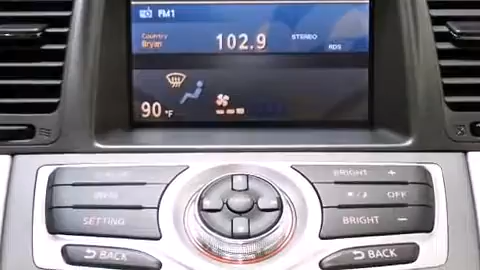 FM1
Country
Bryan
102.9
STEREO
RDS
90 °F
BRIGHT +
OFF
SETTING
BRIGHT −
BACK
BACK